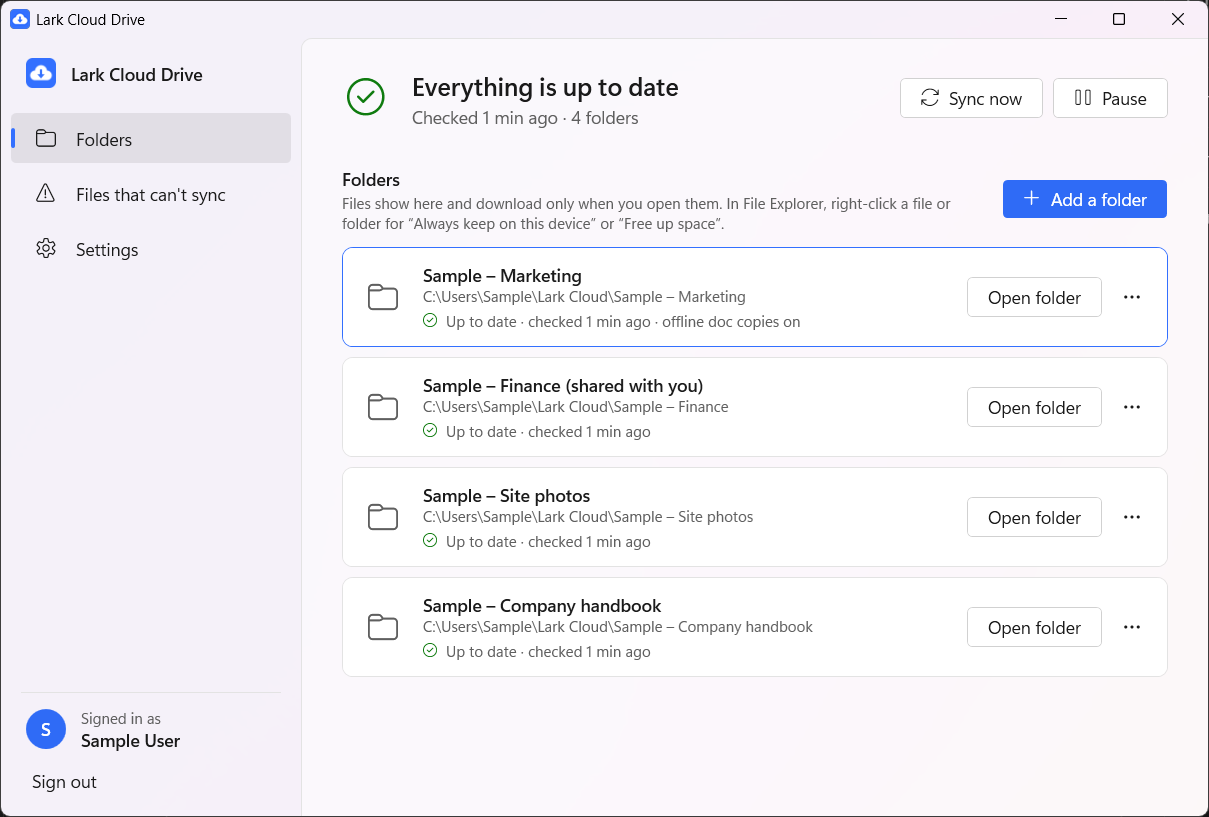 Lark Cloud Drive
Lark Cloud Drive
Folders
Files that can't sync
Settings
Signed in as
S
Sample User
Sign out
Everything is up to date
Checked 1 min ago · 4 folders
Sync now
Pause
Folders
Files show here and download only when you open them. In File Explorer, right-click a file or
folder for “Always keep on this device” or “Free up space”.
Add a folder
Sample – Marketing
C:\Users\Sample\Lark Cloud\Sample – Marketing
Up to date · checked 1 min ago · offline doc copies on
Open folder
Sample – Finance (shared with you)
C:\Users\Sample\Lark Cloud\Sample – Finance
Up to date · checked 1 min ago
Open folder
Sample – Site photos
C:\Users\Sample\Lark Cloud\Sample – Site photos
Up to date · checked 1 min ago
Open folder
Sample – Company handbook
C:\Users\Sample\Lark Cloud\Sample – Company handbook
Up to date · checked 1 min ago
Open folder